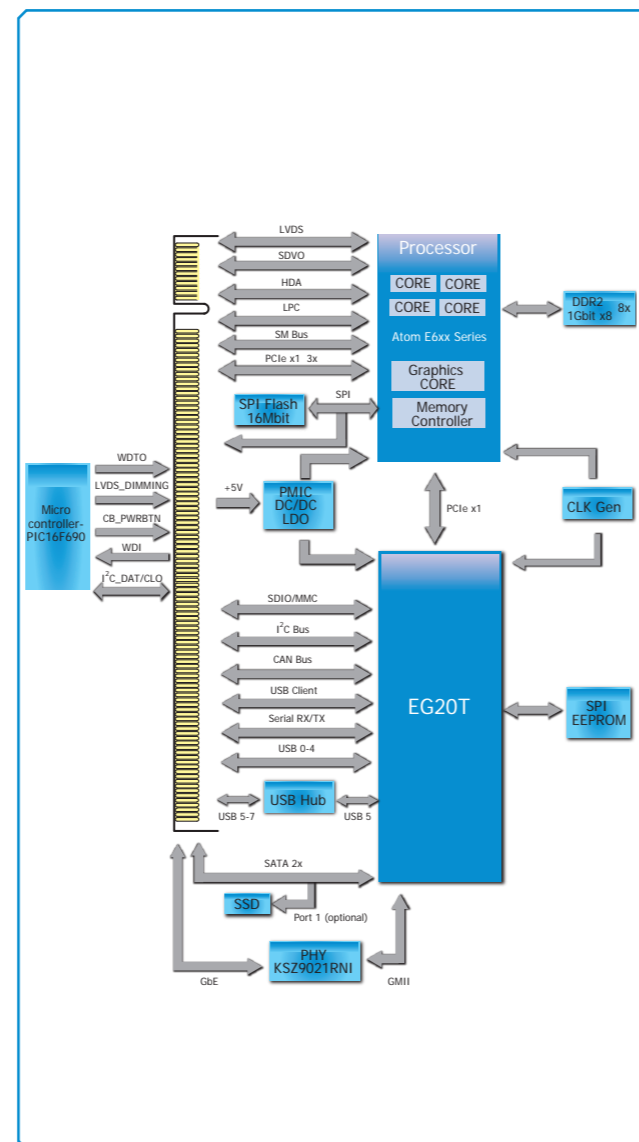 LVDS
SDVO
HDA
LPC
SM Bus
PCIe x1 3x
Processor
CORE CORE
CORE CORE
Atom E6xx Series
Graphics
CORE
Memory
Controller
DDR2 8x
1Gbit x8
SPI
SPI Flash
16Mbit
WDTO
LVDS_DIMMING
CB_PWRBTN
WDI
I²C_DAT/CLO
Micro
controller-
PIC16F690
+5V
PMIC
DC/DC
LDO
PCIe x1
CLK Gen
SDIO/MMC
I²C Bus
CAN Bus
USB Client
Serial RX/TX
USB 0-4
EG20T
SPI
EEPROM
USB Hub
USB 5-7
USB 5
SATA 2x
SSD
Port 1 (optional)
PHY
KSZ9021RNI
GbE
GMII